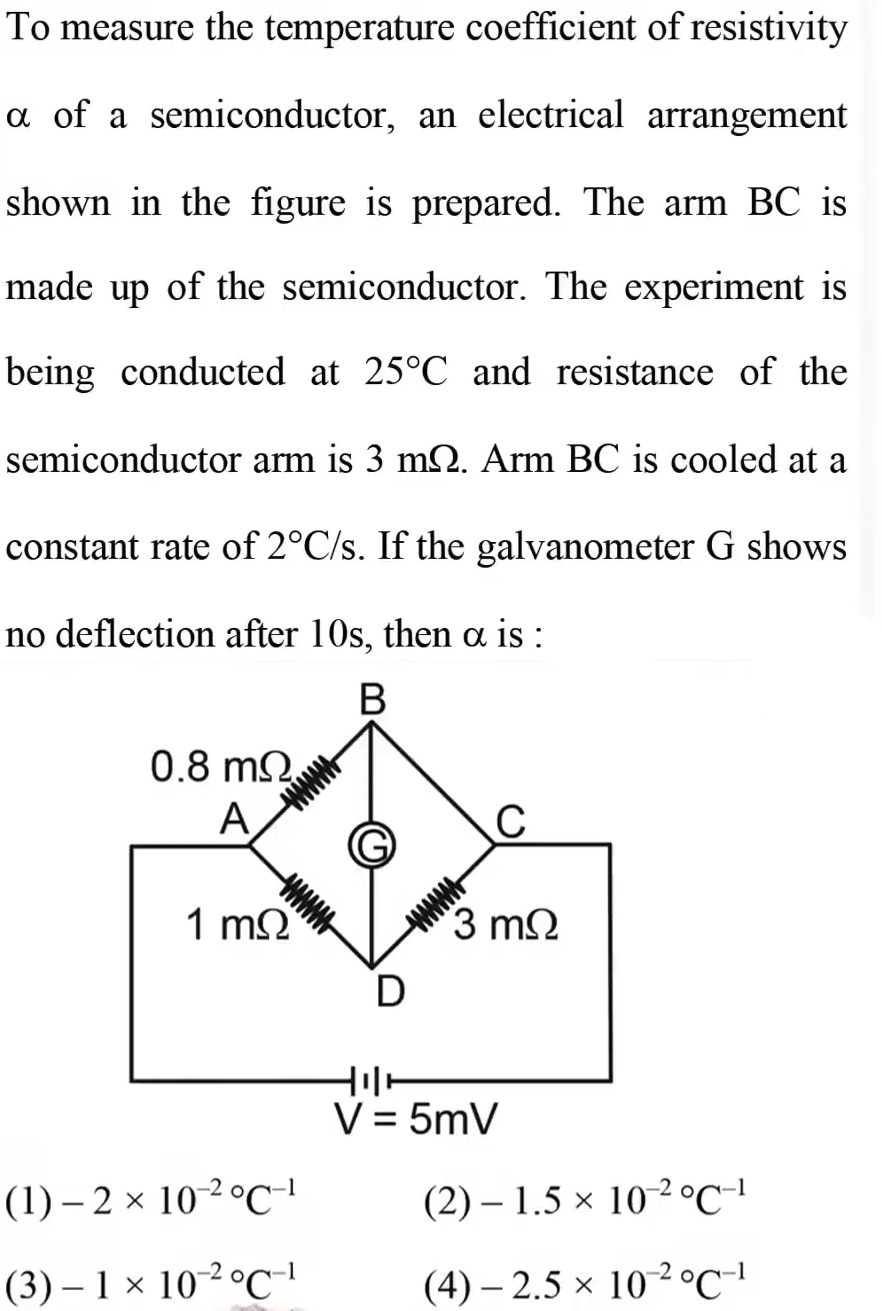 To measure the temperature coefficient of resistivity
α of a semiconductor, an electrical arrangement
shown in the figure is prepared. The arm BC is
made up of the semiconductor. The experiment is
being conducted at 25°C and resistance of the
semiconductor arm is 3 mΩ. Arm BC is cooled at a
constant rate of 2°C/s. If the galvanometer G shows
no deflection after 10s, then α is :
B
0.8 mΩ
A
C
G
1 mΩ
3 mΩ
D
V = 5mV
(1) – 2 × 10⁻² °C⁻¹ (2) – 1.5 × 10⁻² °C⁻¹
(3) – 1 × 10⁻² °C⁻¹ (4) – 2.5 × 10⁻² °C⁻¹